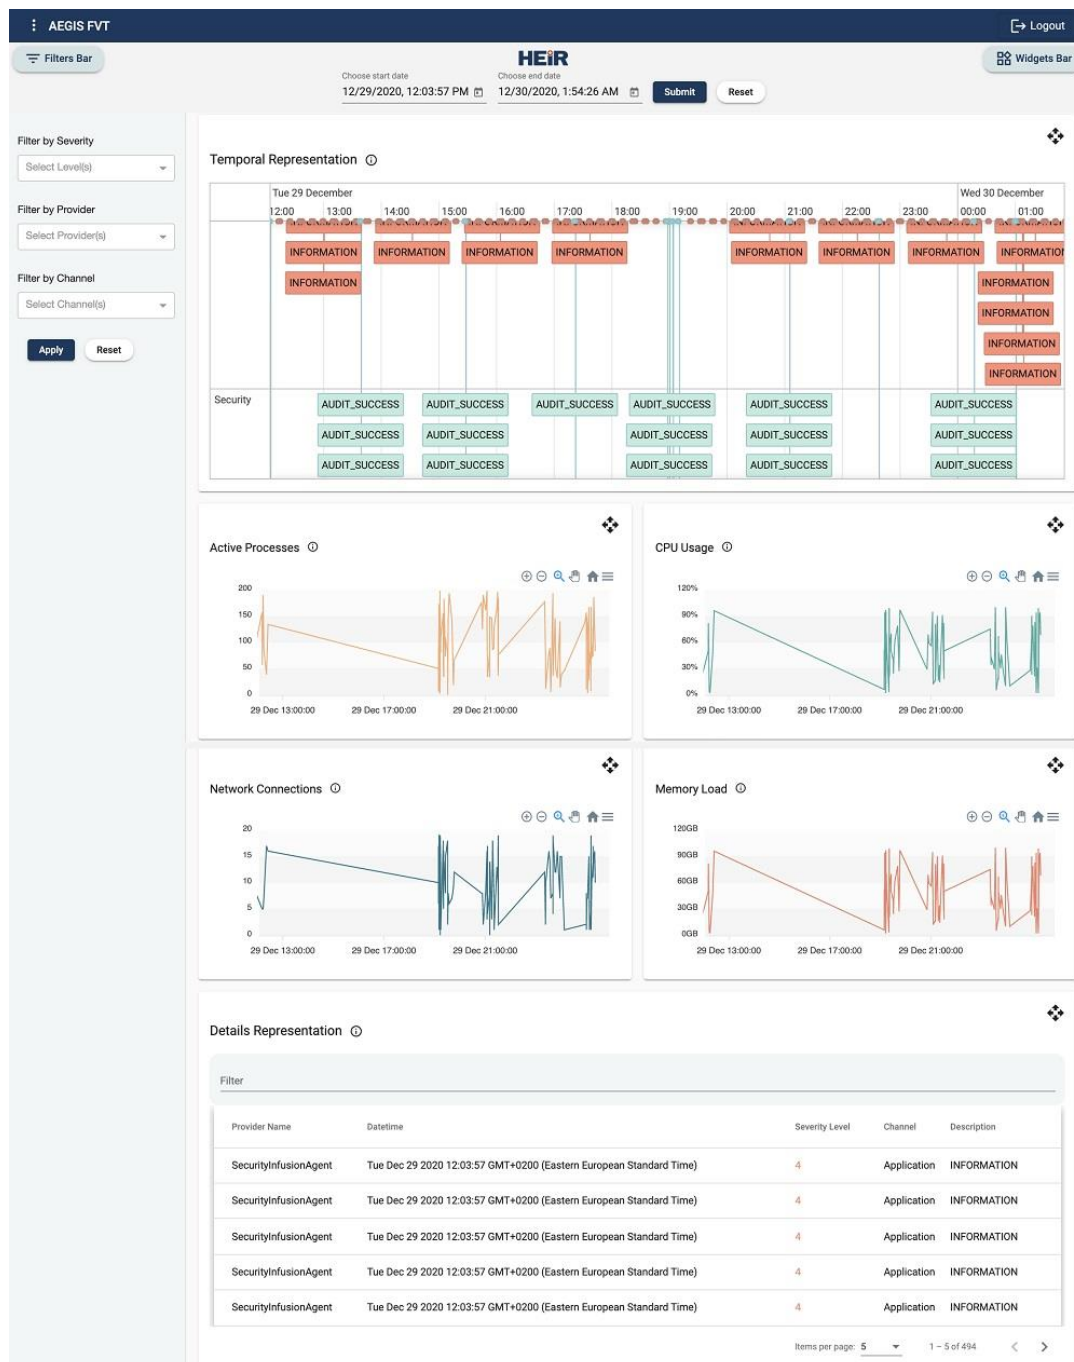 AEGIS FVT
Logout
Filters Bar
HEiR
Widgets Bar
Choose start date
Choose end date
12/29/2020, 12:03:57 PM
12/30/2020, 1:54:26 AM
Submit
Reset
Filter by Severity
Select Level(s)
Filter by Provider
Select Provider(s)
Filter by Channel
Select Channel(s)
Apply
Reset
Temporal Representation
Tue 29 December
Wed 30 December
12:00 13:00 14:00 15:00 16:00 17:00 18:00 19:00 20:00 21:00 22:00 23:00 00:00 01:00
INFORMATION INFORMATION INFORMATION INFORMATION INFORMATION INFORMATION INFORMATION INFORMATION
INFORMATION INFORMATION
INFORMATION
INFORMATION
INFORMATION
Security
AUDIT_SUCCESS AUDIT_SUCCESS AUDIT_SUCCESS AUDIT_SUCCESS AUDIT_SUCCESS AUDIT_SUCCESS
AUDIT_SUCCESS AUDIT_SUCCESS AUDIT_SUCCESS AUDIT_SUCCESS AUDIT_SUCCESS
AUDIT_SUCCESS AUDIT_SUCCESS AUDIT_SUCCESS AUDIT_SUCCESS AUDIT_SUCCESS
Active Processes
200
150
100
50
0
29 Dec 13:00:00 29 Dec 17:00:00 29 Dec 21:00:00
CPU Usage
120%
90%
60%
30%
0%
29 Dec 13:00:00 29 Dec 17:00:00 29 Dec 21:00:00
Network Connections
20
15
10
5
0
29 Dec 13:00:00 29 Dec 17:00:00 29 Dec 21:00:00
Memory Load
120GB
90GB
60GB
30GB
0GB
29 Dec 13:00:00 29 Dec 17:00:00 29 Dec 21:00:00
Details Representation
Filter
Provider Name Datetime Severity Level Channel Description
SecurityInfusionAgent Tue Dec 29 2020 12:03:57 GMT+0200 (Eastern European Standard Time) 4 Application INFORMATION
SecurityInfusionAgent Tue Dec 29 2020 12:03:57 GMT+0200 (Eastern European Standard Time) 4 Application INFORMATION
SecurityInfusionAgent Tue Dec 29 2020 12:03:57 GMT+0200 (Eastern European Standard Time) 4 Application INFORMATION
SecurityInfusionAgent Tue Dec 29 2020 12:03:57 GMT+0200 (Eastern European Standard Time) 4 Application INFORMATION
SecurityInfusionAgent Tue Dec 29 2020 12:03:57 GMT+0200 (Eastern European Standard Time) 4 Application INFORMATION
Items per page: 5 1 – 5 of 494